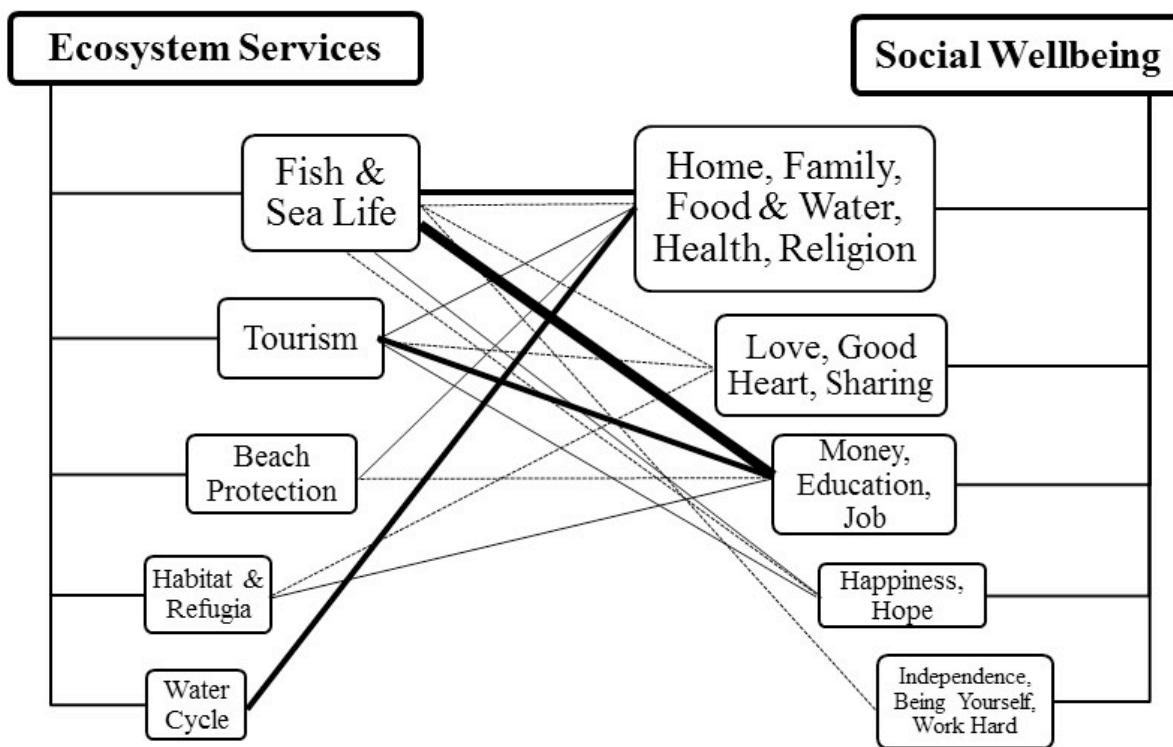 Ecosystem Services
Social Wellbeing
Fish &
Sea Life
Tourism
Beach
Protection
Habitat &
Refugia
Water
Cycle
Home, Family,
Food & Water,
Health, Religion
Love, Good
Heart, Sharing
Money,
Education,
Job
Happiness,
Hope
Independence,
Being Yourself,
Work Hard